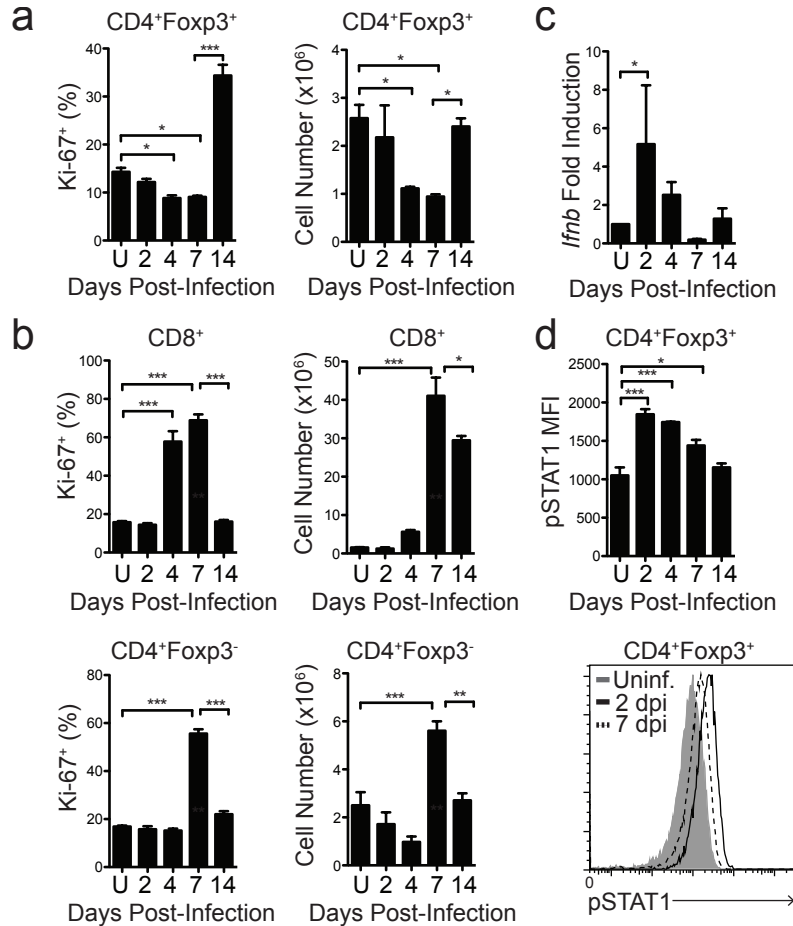 a
CD4⁺Foxp3⁺
Ki-67⁺ (%)
40
30
20
10
0
* * ***
U 2 4 7 14
Days Post-Infection
CD4⁺Foxp3⁺
Cell Number (x10⁶)
4
3
2
1
0
* * *
U 2 4 7 14
Days Post-Infection
c
Ifnb Fold Induction
10
8
6
4
2
0
*
U 2 4 7 14
Days Post-Infection
b
CD8⁺
Ki-67⁺ (%)
100
80
60
40
20
0
*** *** ***
**
U 2 4 7 14
Days Post-Infection
CD8⁺
Cell Number (x10⁶)
60
50
40
30
20
10
0
*** *
**
U 2 4 7 14
Days Post-Infection
d
CD4⁺Foxp3⁺
pSTAT1 MFI
2500
2000
1500
1000
500
0
*
***
***
U 2 4 7 14
Days Post-Infection
CD4⁺Foxp3⁻
Ki-67⁺ (%)
80
60
40
20
0
*** ***
**
U 2 4 7 14
Days Post-Infection
CD4⁺Foxp3⁻
Cell Number (x10⁶)
8
6
4
2
0
*** **
**
U 2 4 7 14
Days Post-Infection
CD4⁺Foxp3⁺
Uninf.
2 dpi
7 dpi
0
pSTAT1